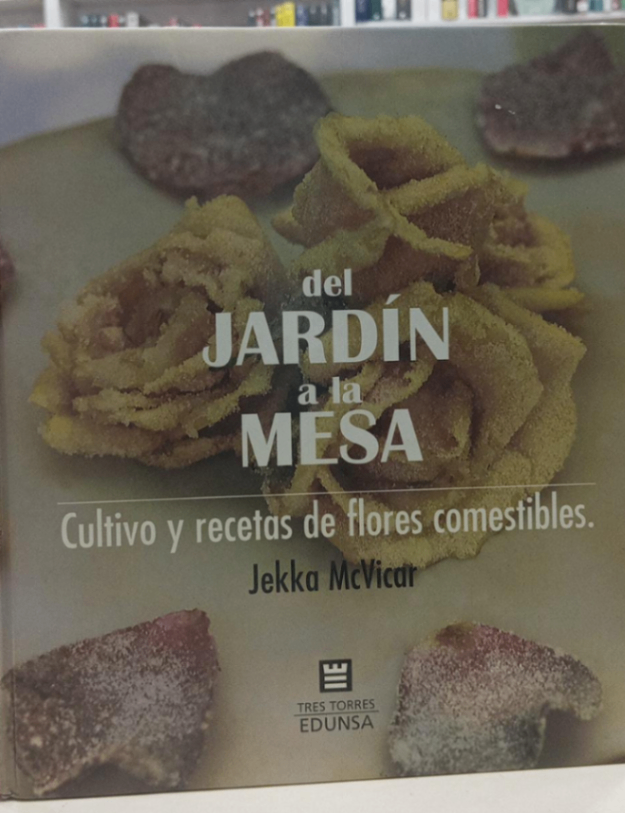 del
JARDÍN
a la
MESA
Cultivo y recetas de flores comestibles.
Jekka McVicar
TRES TORRES
EDUNSA